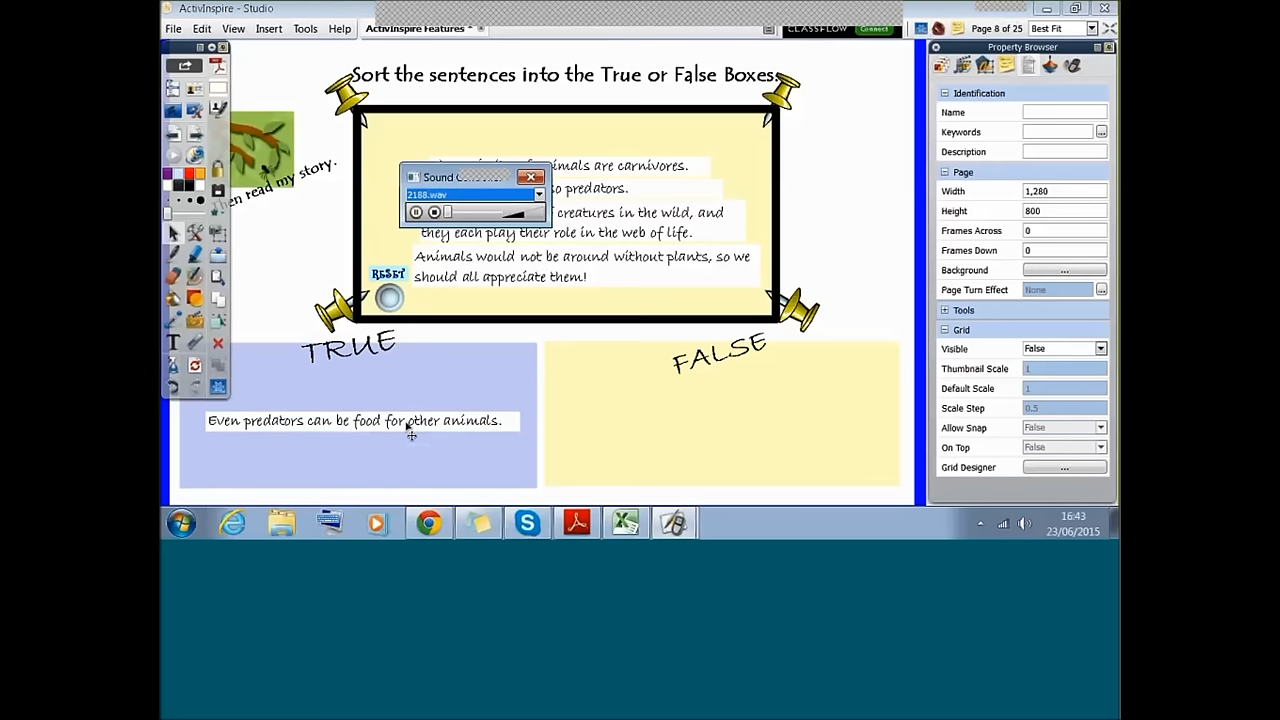 ActivInspire - Studio
File Edit View Insert Tools Help
ActivInspire Features *
CLASSFLOW Connect
Page 8 of 25 Best Fit
Property Browser
Sort the sentences into the True or False Boxes.
then read my story.
imals are carnivores.
so predators.
creatures in the wild, and
they each play their role in the web of life.
Animals would not be around without plants, so we
should all appreciate them!
RESET
Sound
2188.wav
TRUE
FALSE
Even predators can be food for other animals.
Identification
Name
Keywords ...
Description
Page
Width 1,280
Height 800
Frames Across 0
Frames Down 0
Background ...
Page Turn Effect None ...
Tools
Grid
Visible False
Thumbnail Scale 1
Default Scale 1
Scale Step 0.5
Allow Snap False
On Top False
Grid Designer ...
16:43
23/06/2015